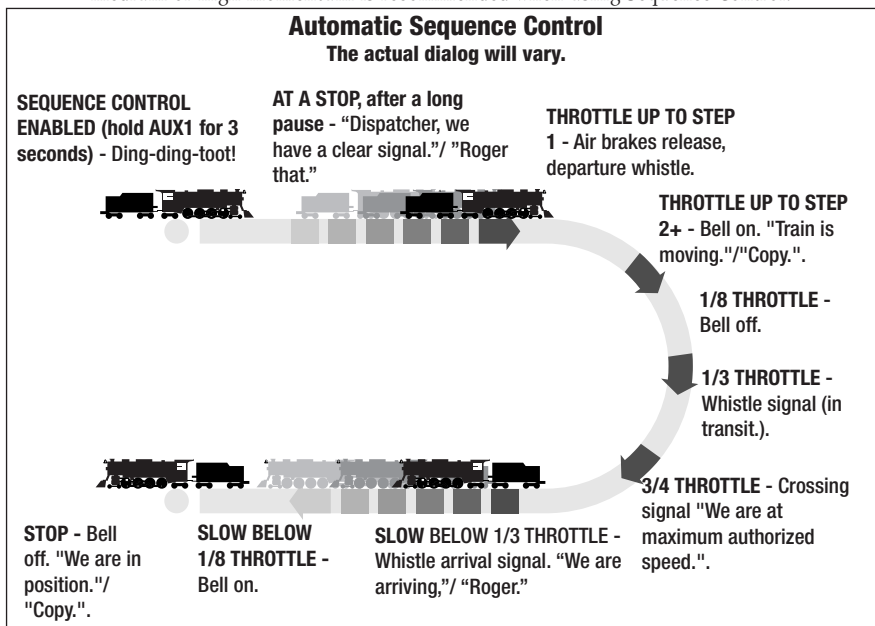 Automatic Sequence Control
The actual dialog will vary.
SEQUENCE CONTROL
ENABLED (hold AUX1 for 3
seconds) - Ding-ding-toot!
AT A STOP, after a long
pause - “Dispatcher, we
have a clear signal.”/ ”Roger
that.”
THROTTLE UP TO STEP
1 - Air brakes release,
departure whistle.
THROTTLE UP TO STEP
2+ - Bell on. "Train is
moving."/"Copy.".
1/8 THROTTLE -
Bell off.
1/3 THROTTLE -
Whistle signal (in
transit.).
3/4 THROTTLE - Crossing
signal "We are at
maximum authorized
speed.".
SLOW BELOW 1/3 THROTTLE -
Whistle arrival signal. “We are
arriving,”/ “Roger.”
SLOW BELOW
1/8 THROTTLE -
Bell on.
STOP - Bell
off. "We are in
position."/
"Copy.".